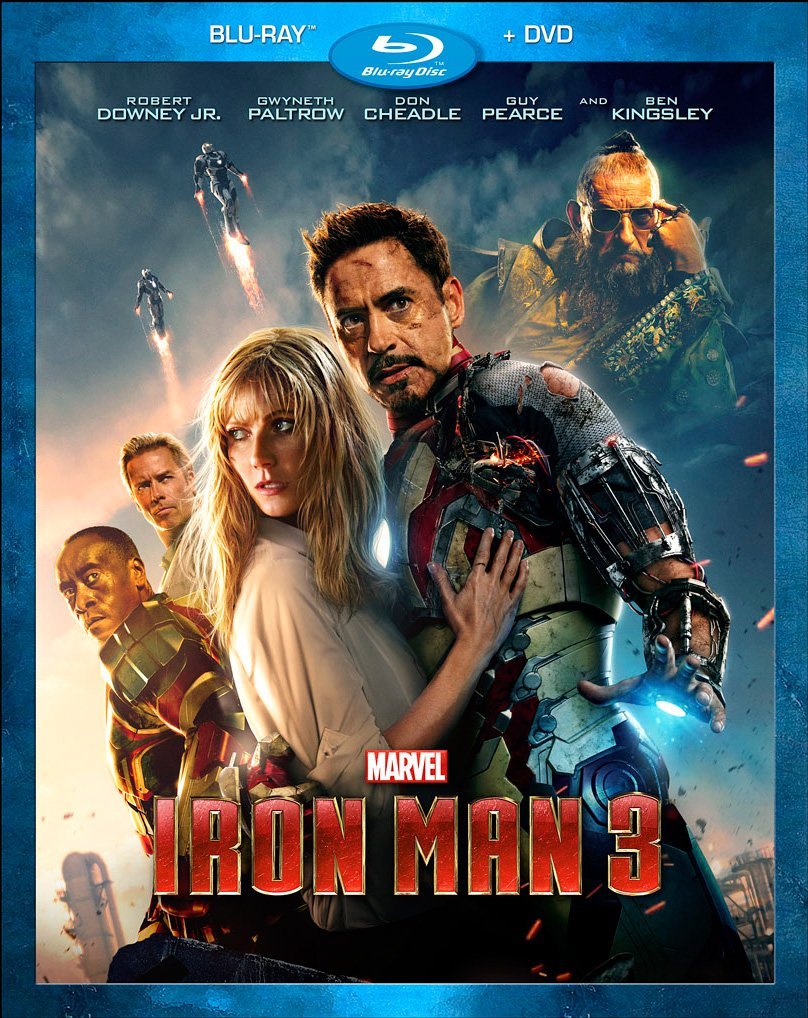 BLU-RAY™ + DVD
Blu-ray Disc™
ROBERT DOWNEY JR. GWYNETH PALTROW DON CHEADLE GUY PEARCE AND BEN KINGSLEY
MARVEL
IRON MAN 3